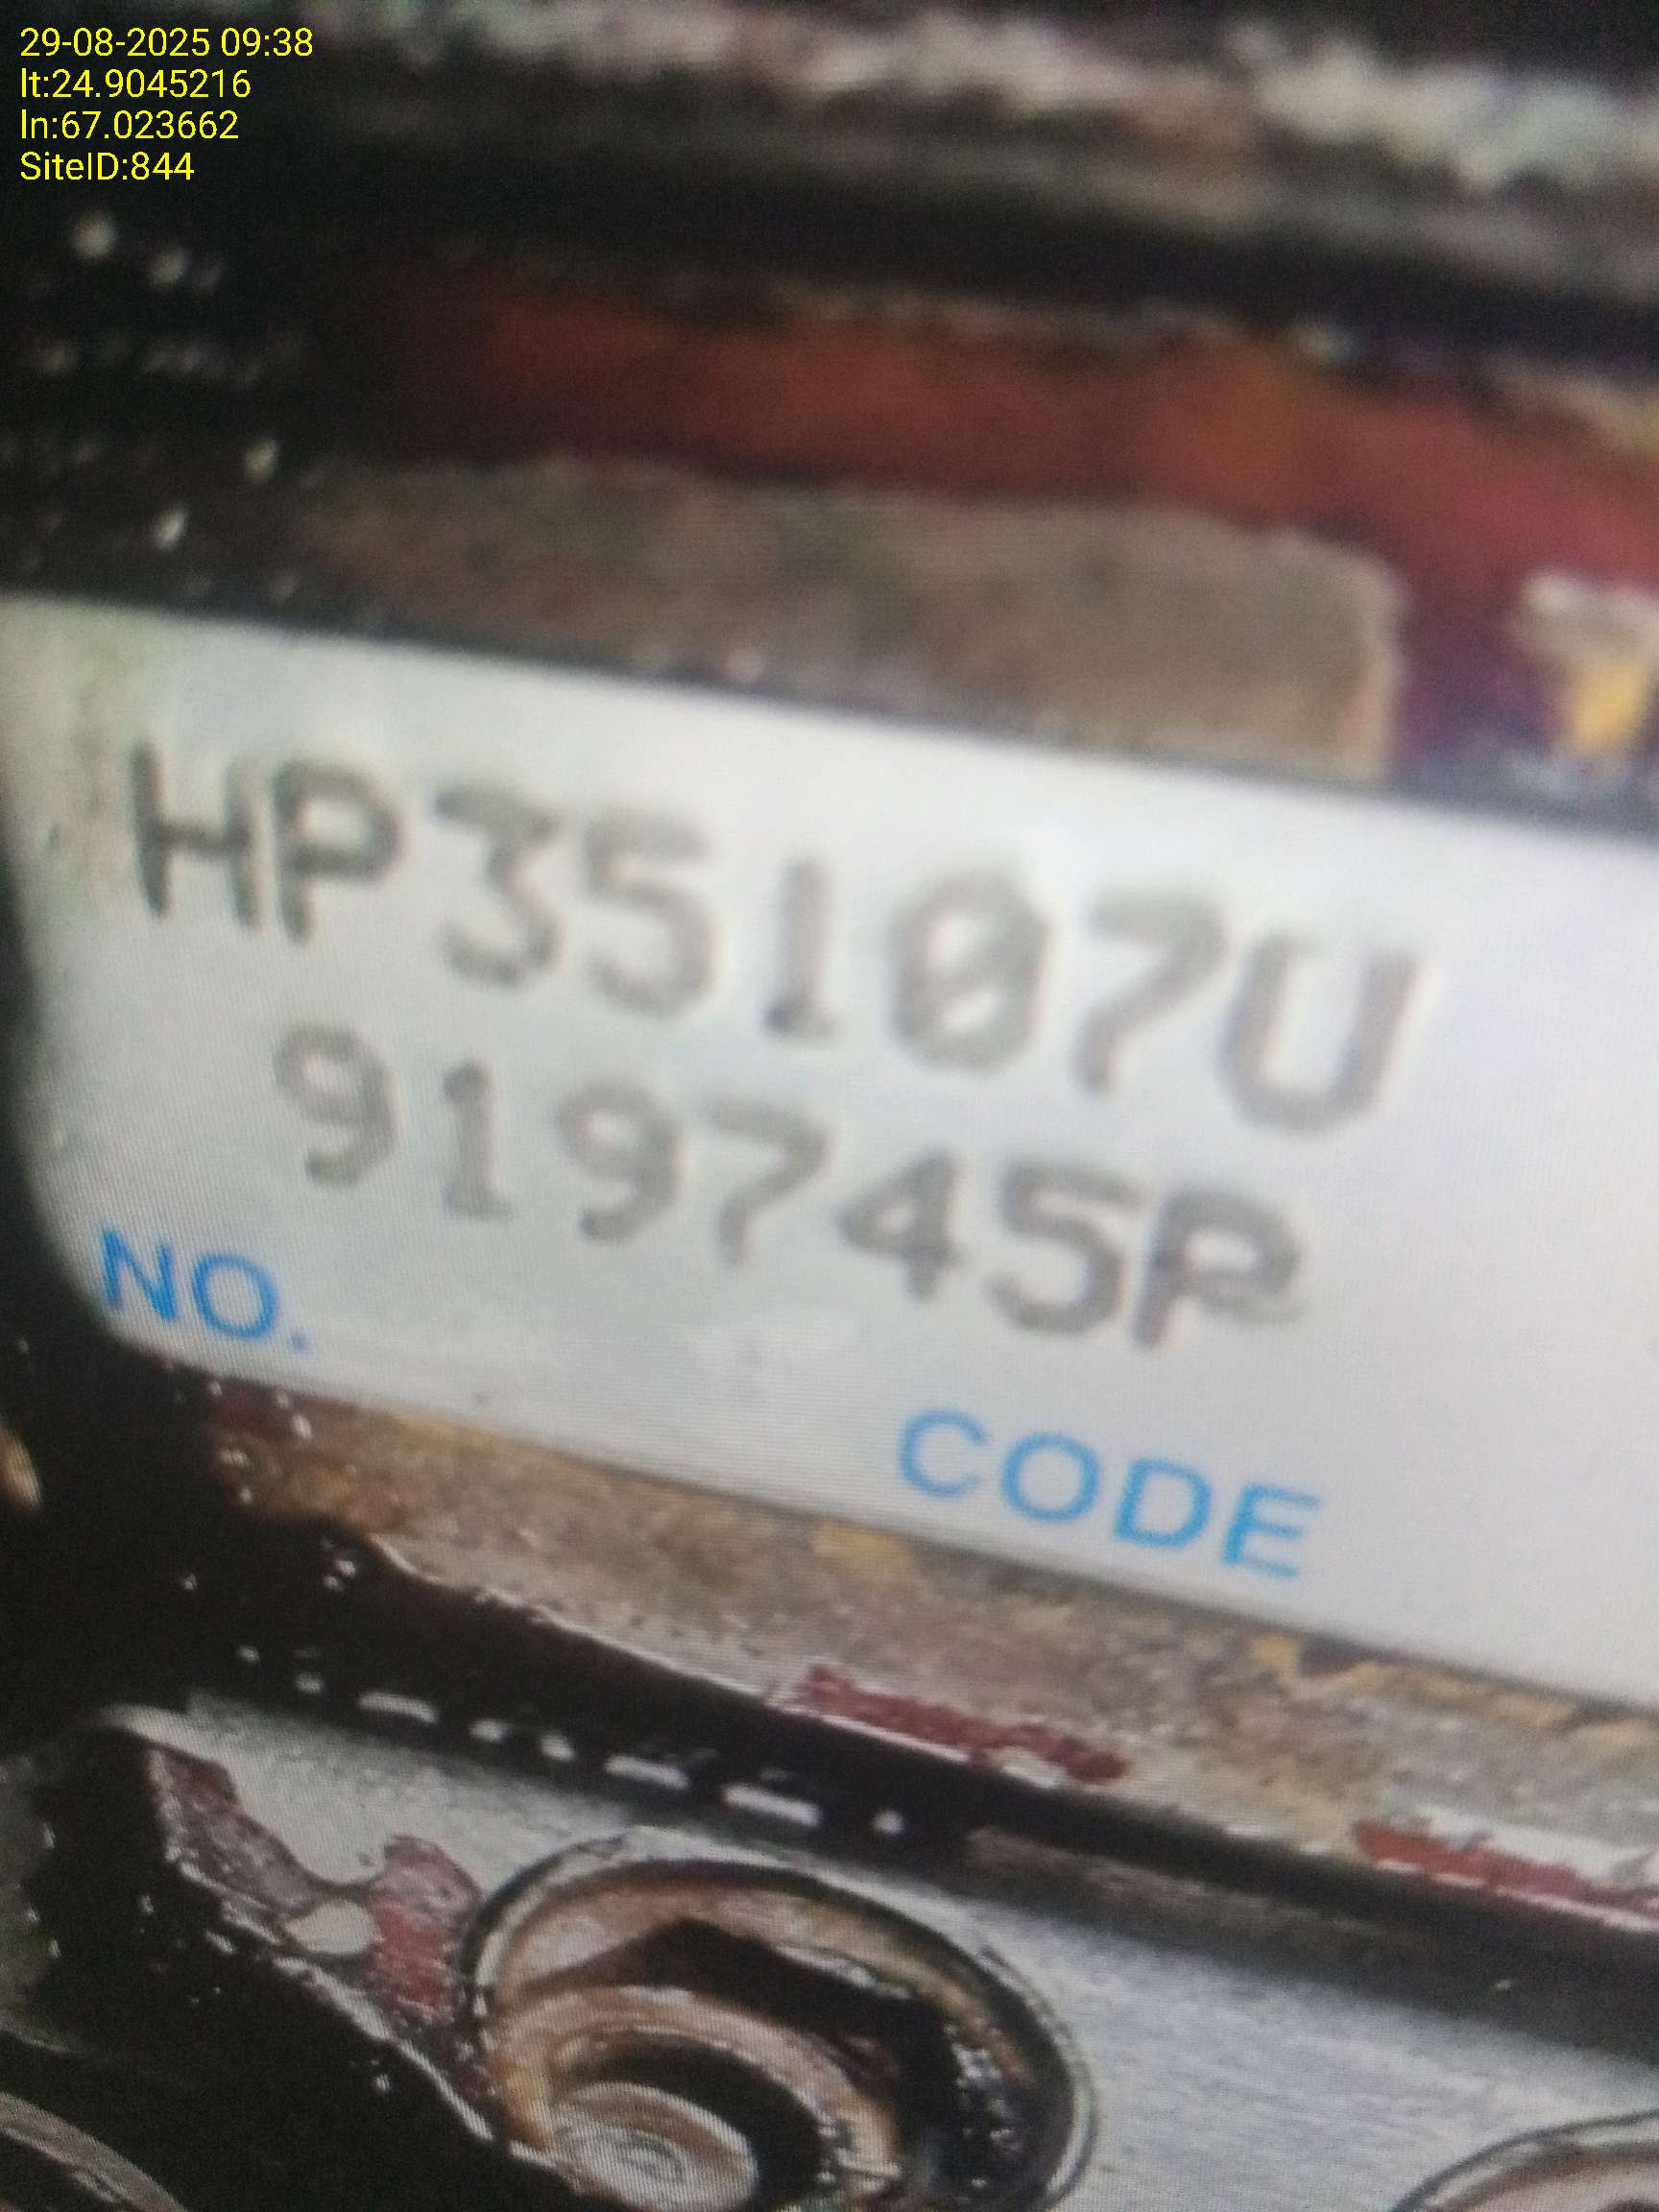 29-08-2025 09:38
lt:24.9045216
ln:67.023662
SiteID:844
HP35107U
919745P
NO.
CODE